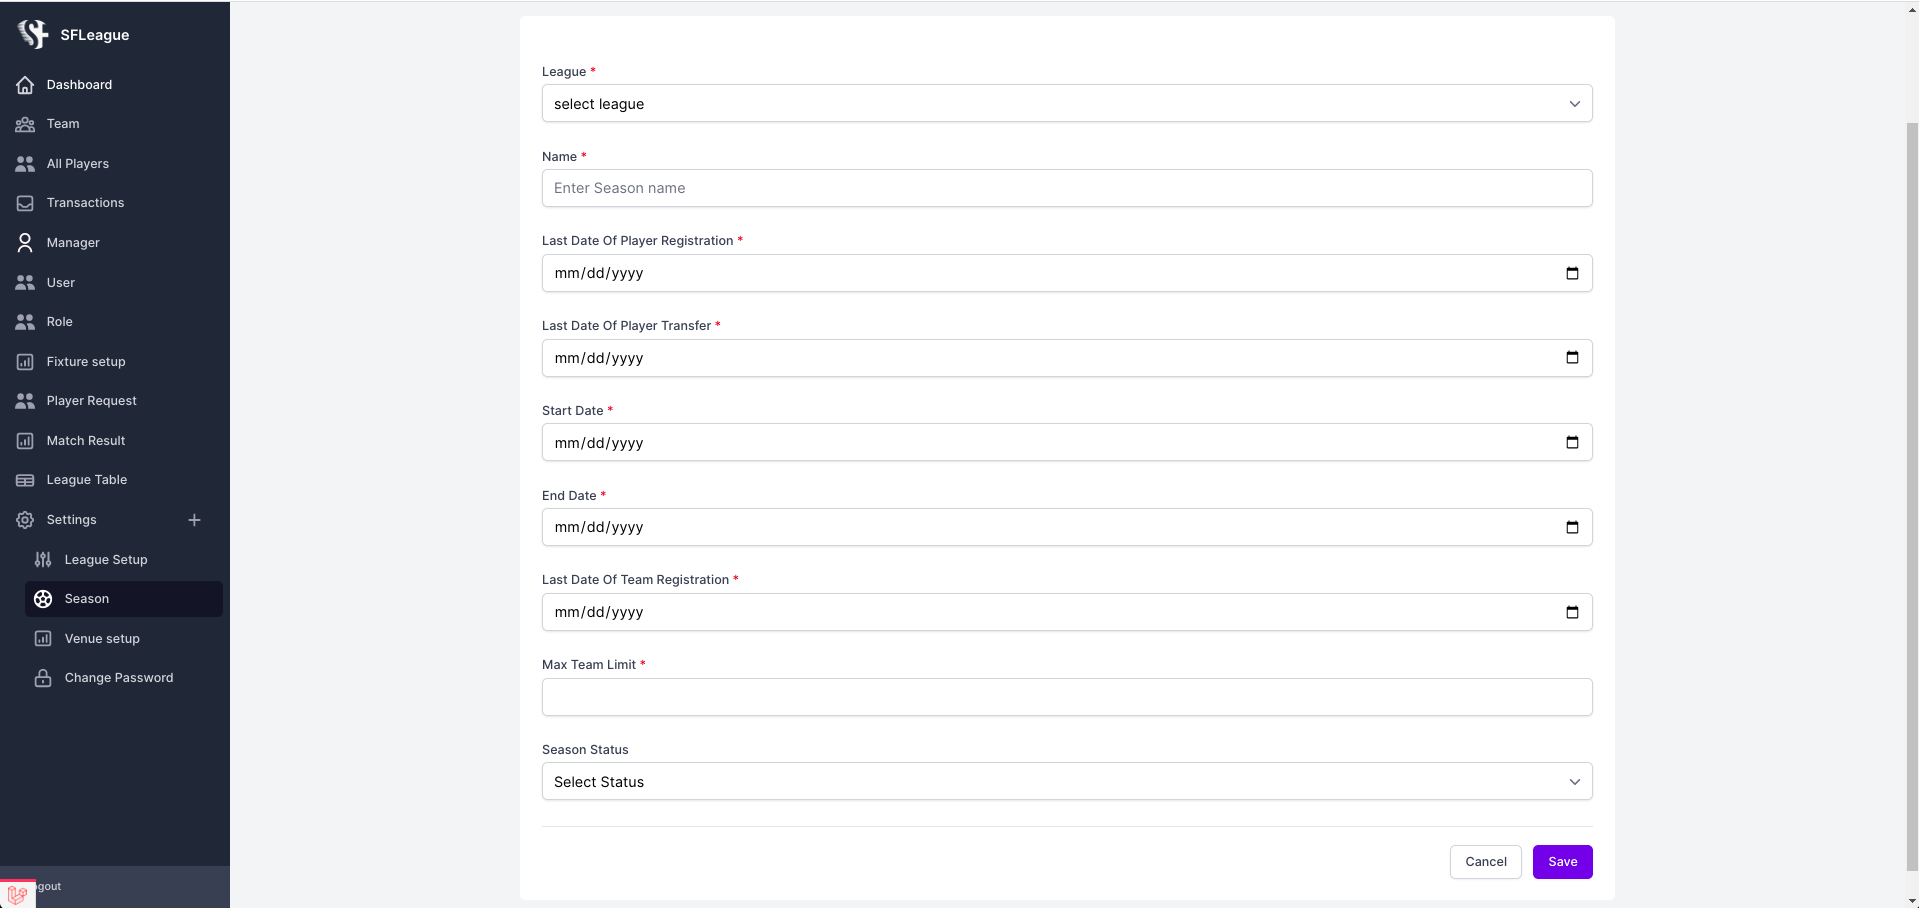 SFLeague
Dashboard
Team
All Players
Transactions
Manager
User
Role
Fixture setup
Player Request
Match Result
League Table
Settings
League Setup
Season
Venue setup
Change Password
ogout
League *
select league
Name *
Enter Season name
Last Date Of Player Registration *
mm/dd/yyyy
Last Date Of Player Transfer *
mm/dd/yyyy
Start Date *
mm/dd/yyyy
End Date *
mm/dd/yyyy
Last Date Of Team Registration *
mm/dd/yyyy
Max Team Limit *
Season Status
Select Status
Cancel
Save